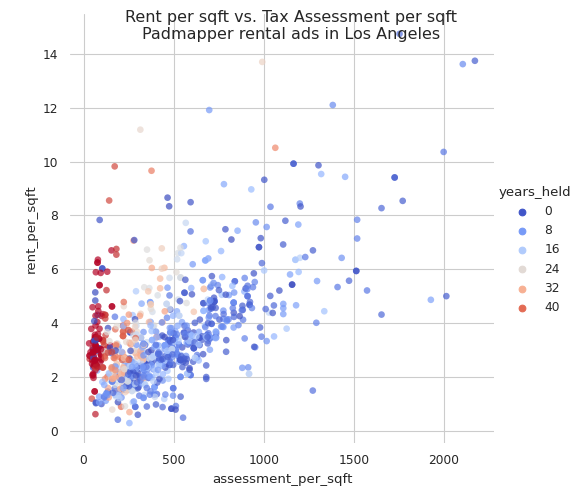 Rent per sqft vs. Tax Assessment per sqft
Padmapper rental ads in Los Angeles
14
12
10
8
6
4
2
0
rent_per_sqft
0 500 1000 1500 2000
assessment_per_sqft
years_held
0
8
16
24
32
40